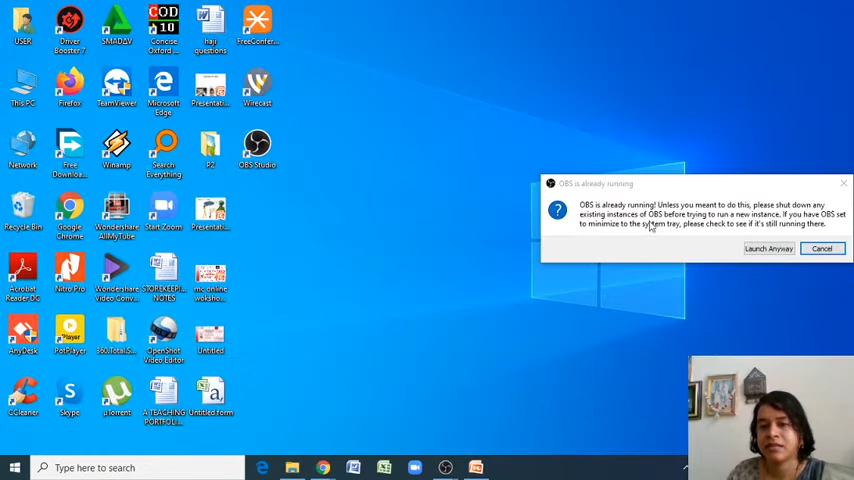 USER
Driver
Booster 7
SMADΔV
COD
10
Concise
Oxford ...
haji
questions
FreeConfer...
This PC
Firefox
TeamViewer
Microsoft
Edge
Presentati...
Wirecast
Network
Free
Downloa...
Winamp
Search
Everything
P2
OBS Studio
Recycle Bin
Google
Chrome
Wondershare
AllMyTube
Start Zoom
Presentati...
Acrobat
Reader DC
Nitro Pro
Wondershare
Video Conv...
STOREKEEPI...
NOTES
mc online
wokshop...
AnyDesk
PotPlayer
360.Total.S...
OpenShot
Video Editor
Untitled
CCleaner
Skype
µTorrent
A TEACHING
PORTFOLI...
Untitled.form
OBS is already running
OBS is already running! Unless you meant to do this, please shut down any
existing instances of OBS before trying to run a new instance. If you have OBS set
to minimize to the system tray, please check to see if it's still running there.
Launch Anyway
Cancel
Type here to search